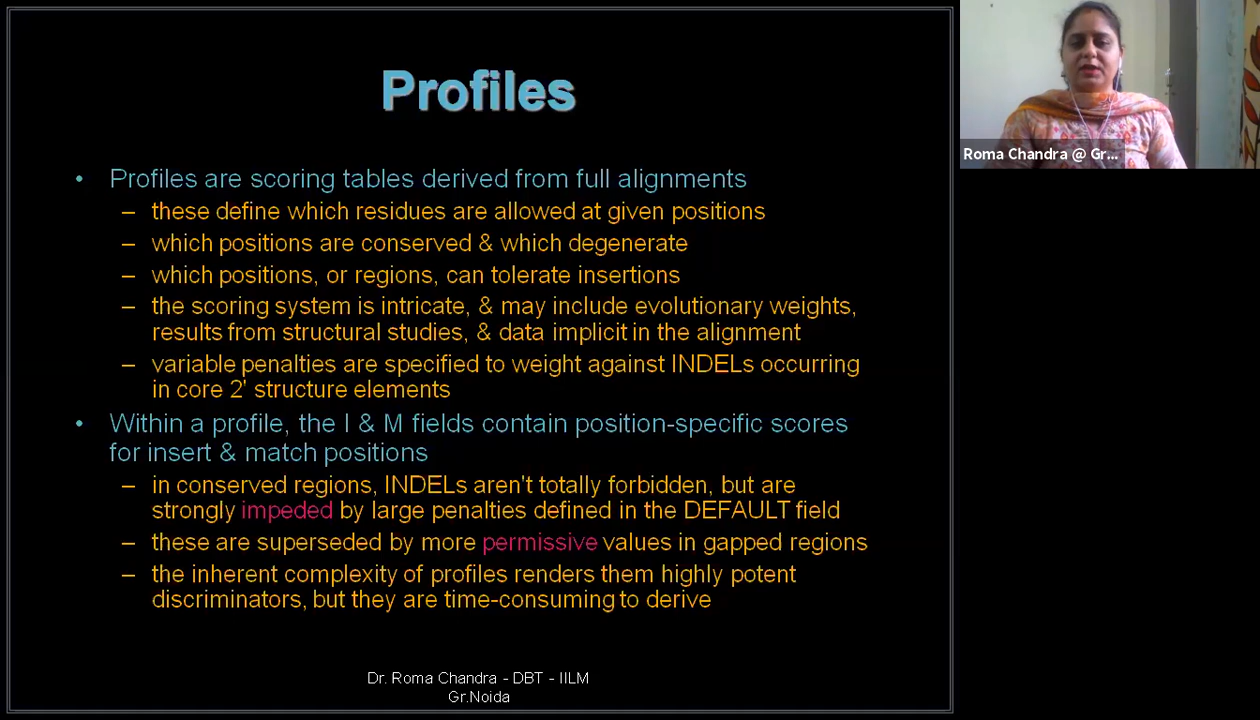 Profiles
• Profiles are scoring tables derived from full alignments
– these define which residues are allowed at given positions
– which positions are conserved & which degenerate
– which positions, or regions, can tolerate insertions
– the scoring system is intricate, & may include evolutionary weights,
results from structural studies, & data implicit in the alignment
– variable penalties are specified to weight against INDELs occurring
in core 2' structure elements
• Within a profile, the I & M fields contain position-specific scores
for insert & match positions
– in conserved regions, INDELs aren't totally forbidden, but are
strongly impeded by large penalties defined in the DEFAULT field
– these are superseded by more permissive values in gapped regions
– the inherent complexity of profiles renders them highly potent
discriminators, but they are time-consuming to derive
Dr. Roma Chandra - DBT - IILM
Gr.Noida
Roma Chandra @ Gr...